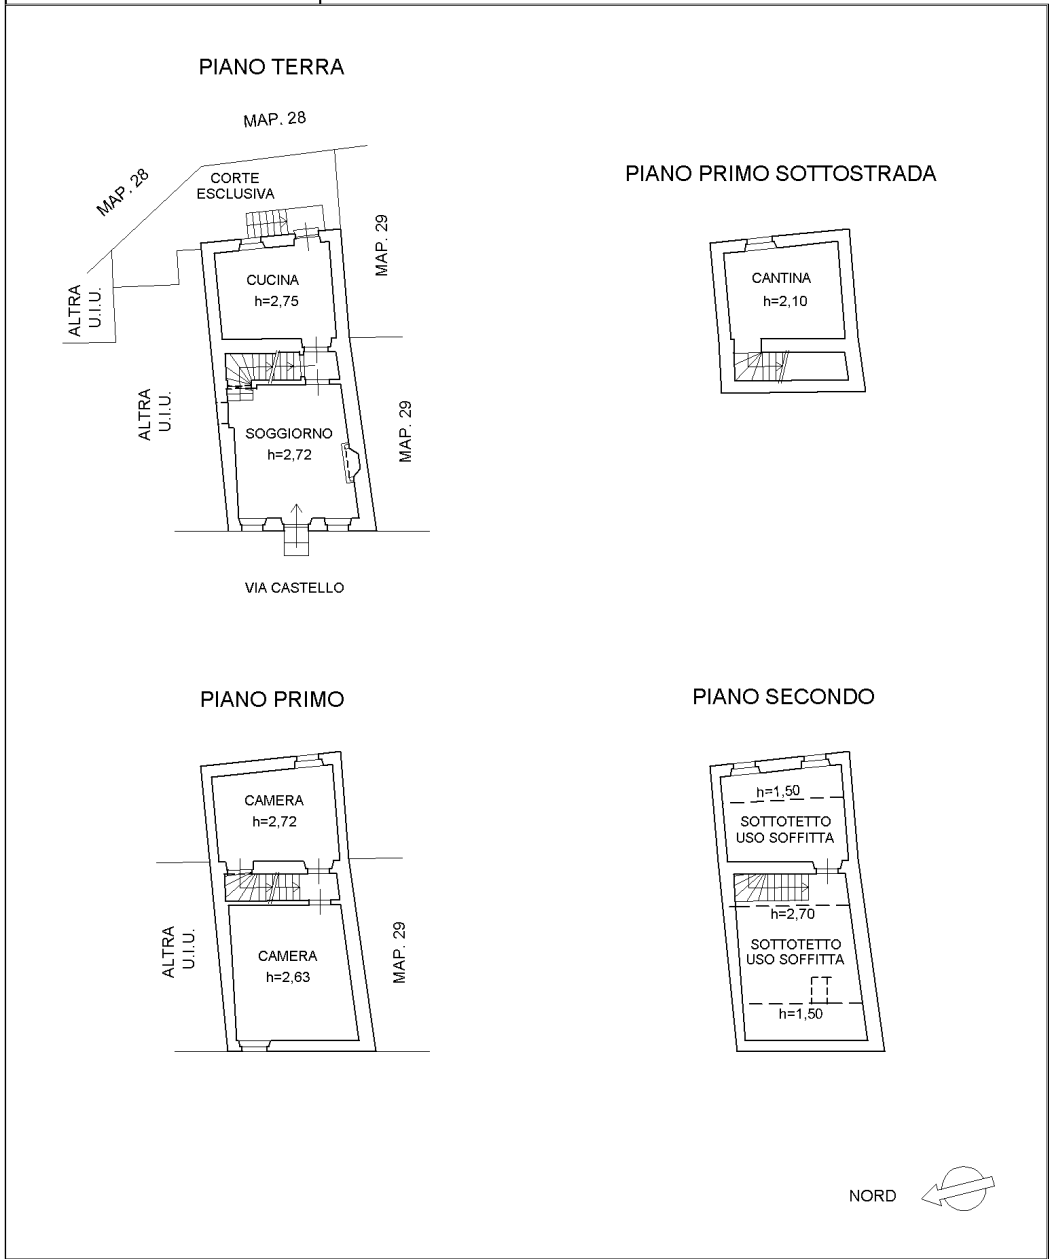 PIANO TERRA
MAP. 28
MAP. 28
CORTE
ESCLUSIVA
MAP. 29
CUCINA
h=2,75
ALTRA
U.I.U.
ALTRA
U.I.U.
SOGGIORNO
h=2,72
MAP. 29
VIA CASTELLO
PIANO PRIMO SOTTOSTRADA
CANTINA
h=2,10
PIANO PRIMO
CAMERA
h=2,72
ALTRA
U.I.U.
CAMERA
h=2,63
MAP. 29
PIANO SECONDO
h=1,50
SOTTOTETTO
USO SOFFITTA
h=2,70
SOTTOTETTO
USO SOFFITTA
h=1,50
NORD